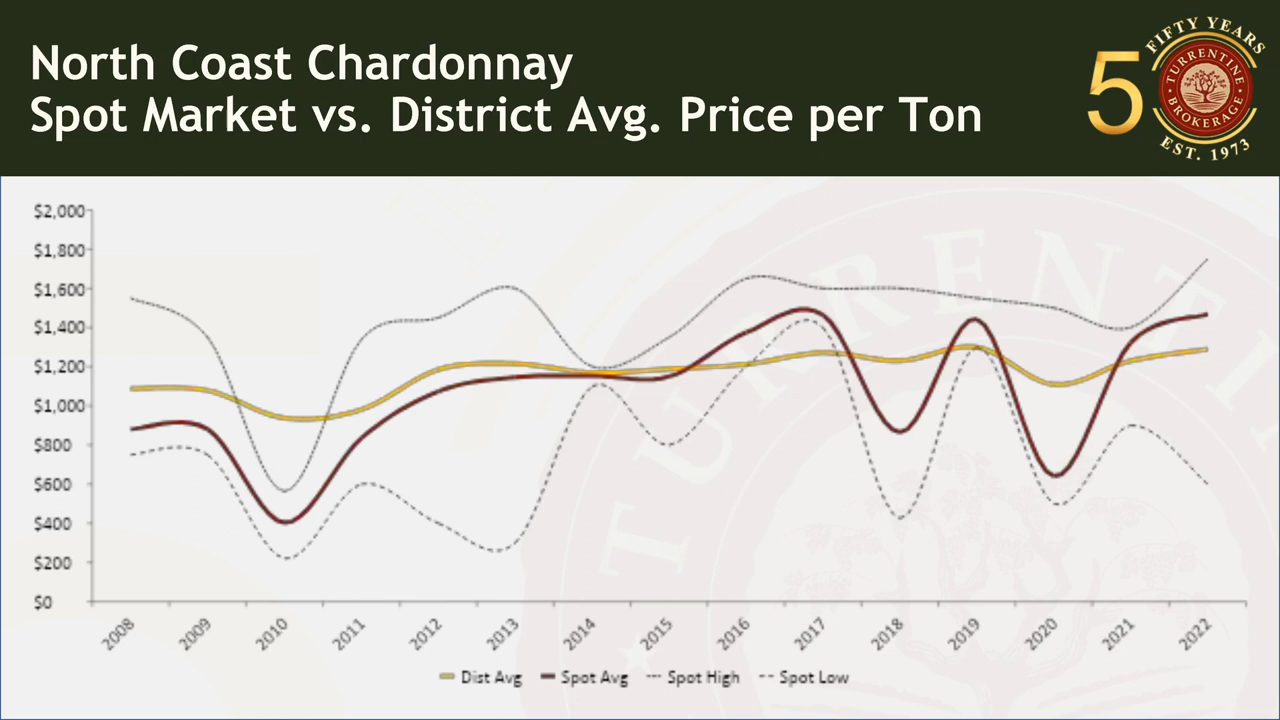 North Coast Chardonnay
Spot Market vs. District Avg. Price per Ton
5
FIFTY YEARS
TURRENTINE
BROKERAGE
EST. 1973
$2,000
$1,800
$1,600
$1,400
$1,200
$1,000
$800
$600
$400
$200
$0
2008
2009
2010
2011
2012
2013
2014
2015
2016
2017
2018
2019
2020
2021
2022
Dist Avg
Spot Avg
Spot High
Spot Low
TURRENTI